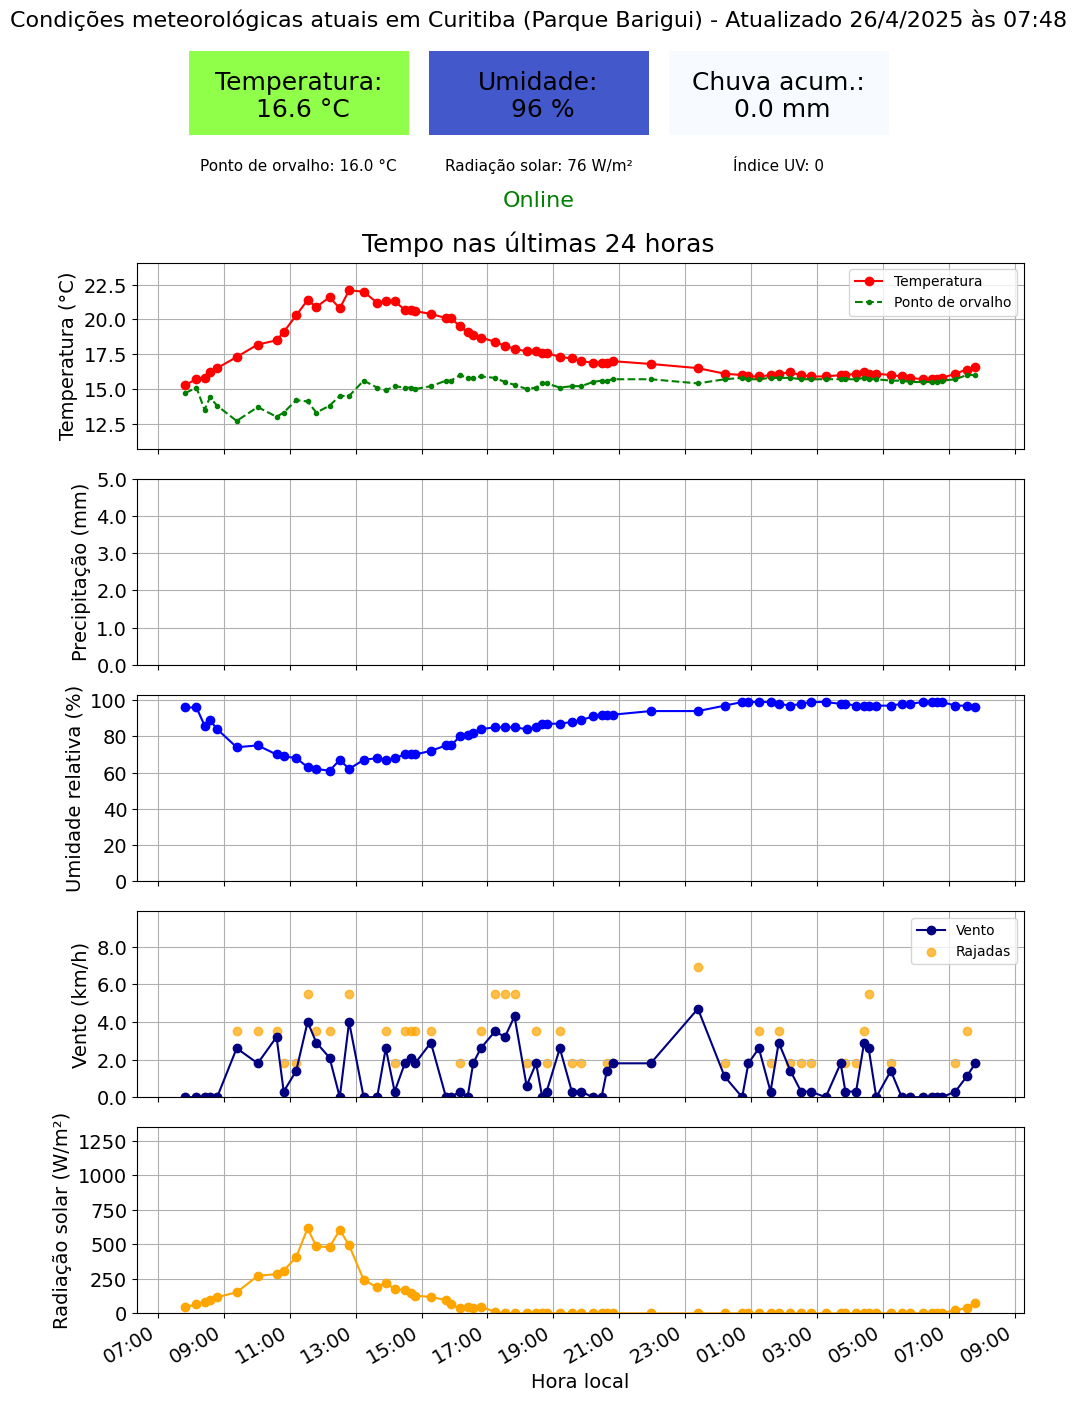 Condições meteorológicas atuais em Curitiba (Parque Barigui) - Atualizado 26/4/2025 às 07:48
Temperatura:
16.6 °C
Umidade:
96 %
Chuva acum.:
0.0 mm
Ponto de orvalho: 16.0 °C
Radiação solar: 76 W/m²
Índice UV: 0
Online
Tempo nas últimas 24 horas
Temperatura (°C)
22.5
20.0
17.5
15.0
12.5
Temperatura
Ponto de orvalho
Precipitação (mm)
5.0
4.0
3.0
2.0
1.0
0.0
Umidade relativa (%)
100
80
60
40
20
0
Vento (km/h)
8.0
6.0
4.0
2.0
0.0
Vento
Rajadas
Radiação solar (W/m²)
1250
1000
750
500
250
0
07:00
09:00
11:00
13:00
15:00
17:00
19:00
21:00
23:00
01:00
03:00
05:00
07:00
09:00
Hora local